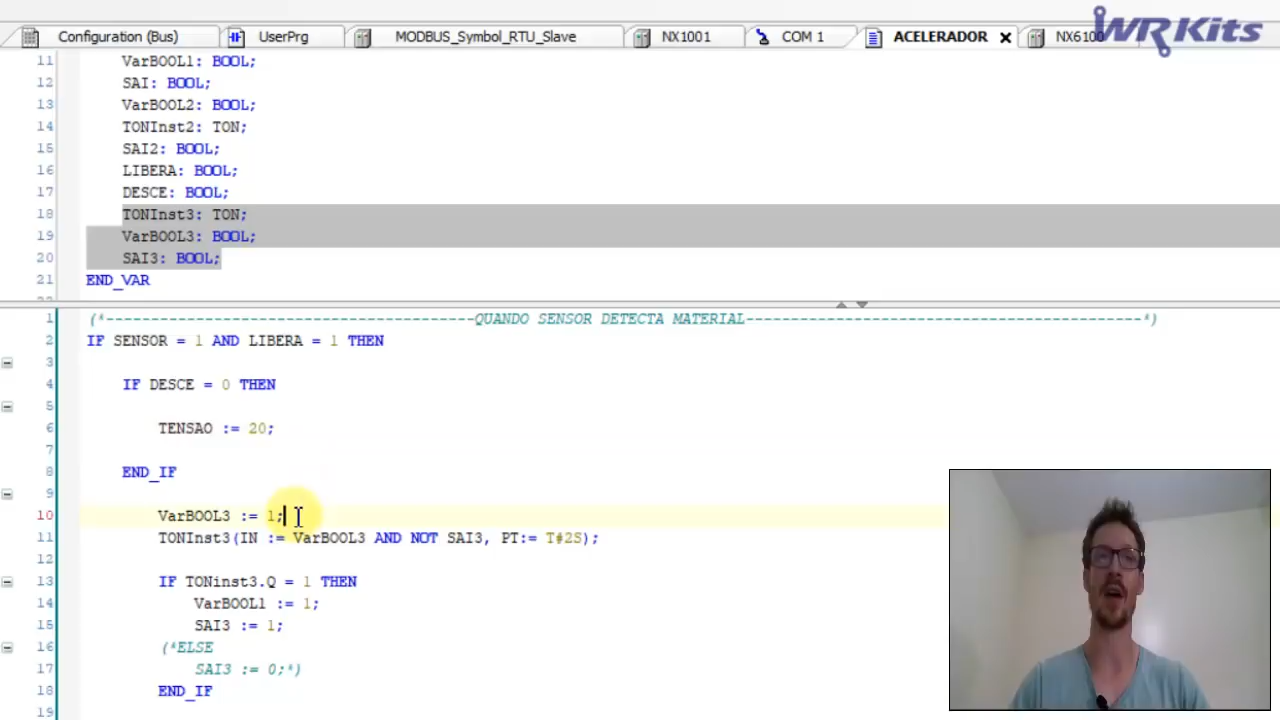 Configuration (Bus) UserPrg MODBUS_Symbol_RTU_Slave NX1001 COM 1 ACELERADOR NX6100
WRKits
11 VarBOOL1: BOOL;
12 SAI: BOOL;
13 VarBOOL2: BOOL;
14 TONInst2: TON;
15 SAI2: BOOL;
16 LIBERA: BOOL;
17 DESCE: BOOL;
18 TONInst3: TON;
19 VarBOOL3: BOOL;
20 SAI3: BOOL;
21 END_VAR
1 (*-----------------------------------------QUANDO SENSOR DETECTA MATERIAL--------------------------------------------*)
2 IF SENSOR = 1 AND LIBERA = 1 THEN
3
4 IF DESCE = 0 THEN
5
6 TENSAO := 20;
7
8 END_IF
9
10 VarBOOL3 := 1;
11 TONInst3(IN := VarBOOL3 AND NOT SAI3, PT:= T#2S);
12
13 IF TONinst3.Q = 1 THEN
14 VarBOOL1 := 1;
15 SAI3 := 1;
16 (*ELSE
17 SAI3 := 0;*)
18 END_IF
19